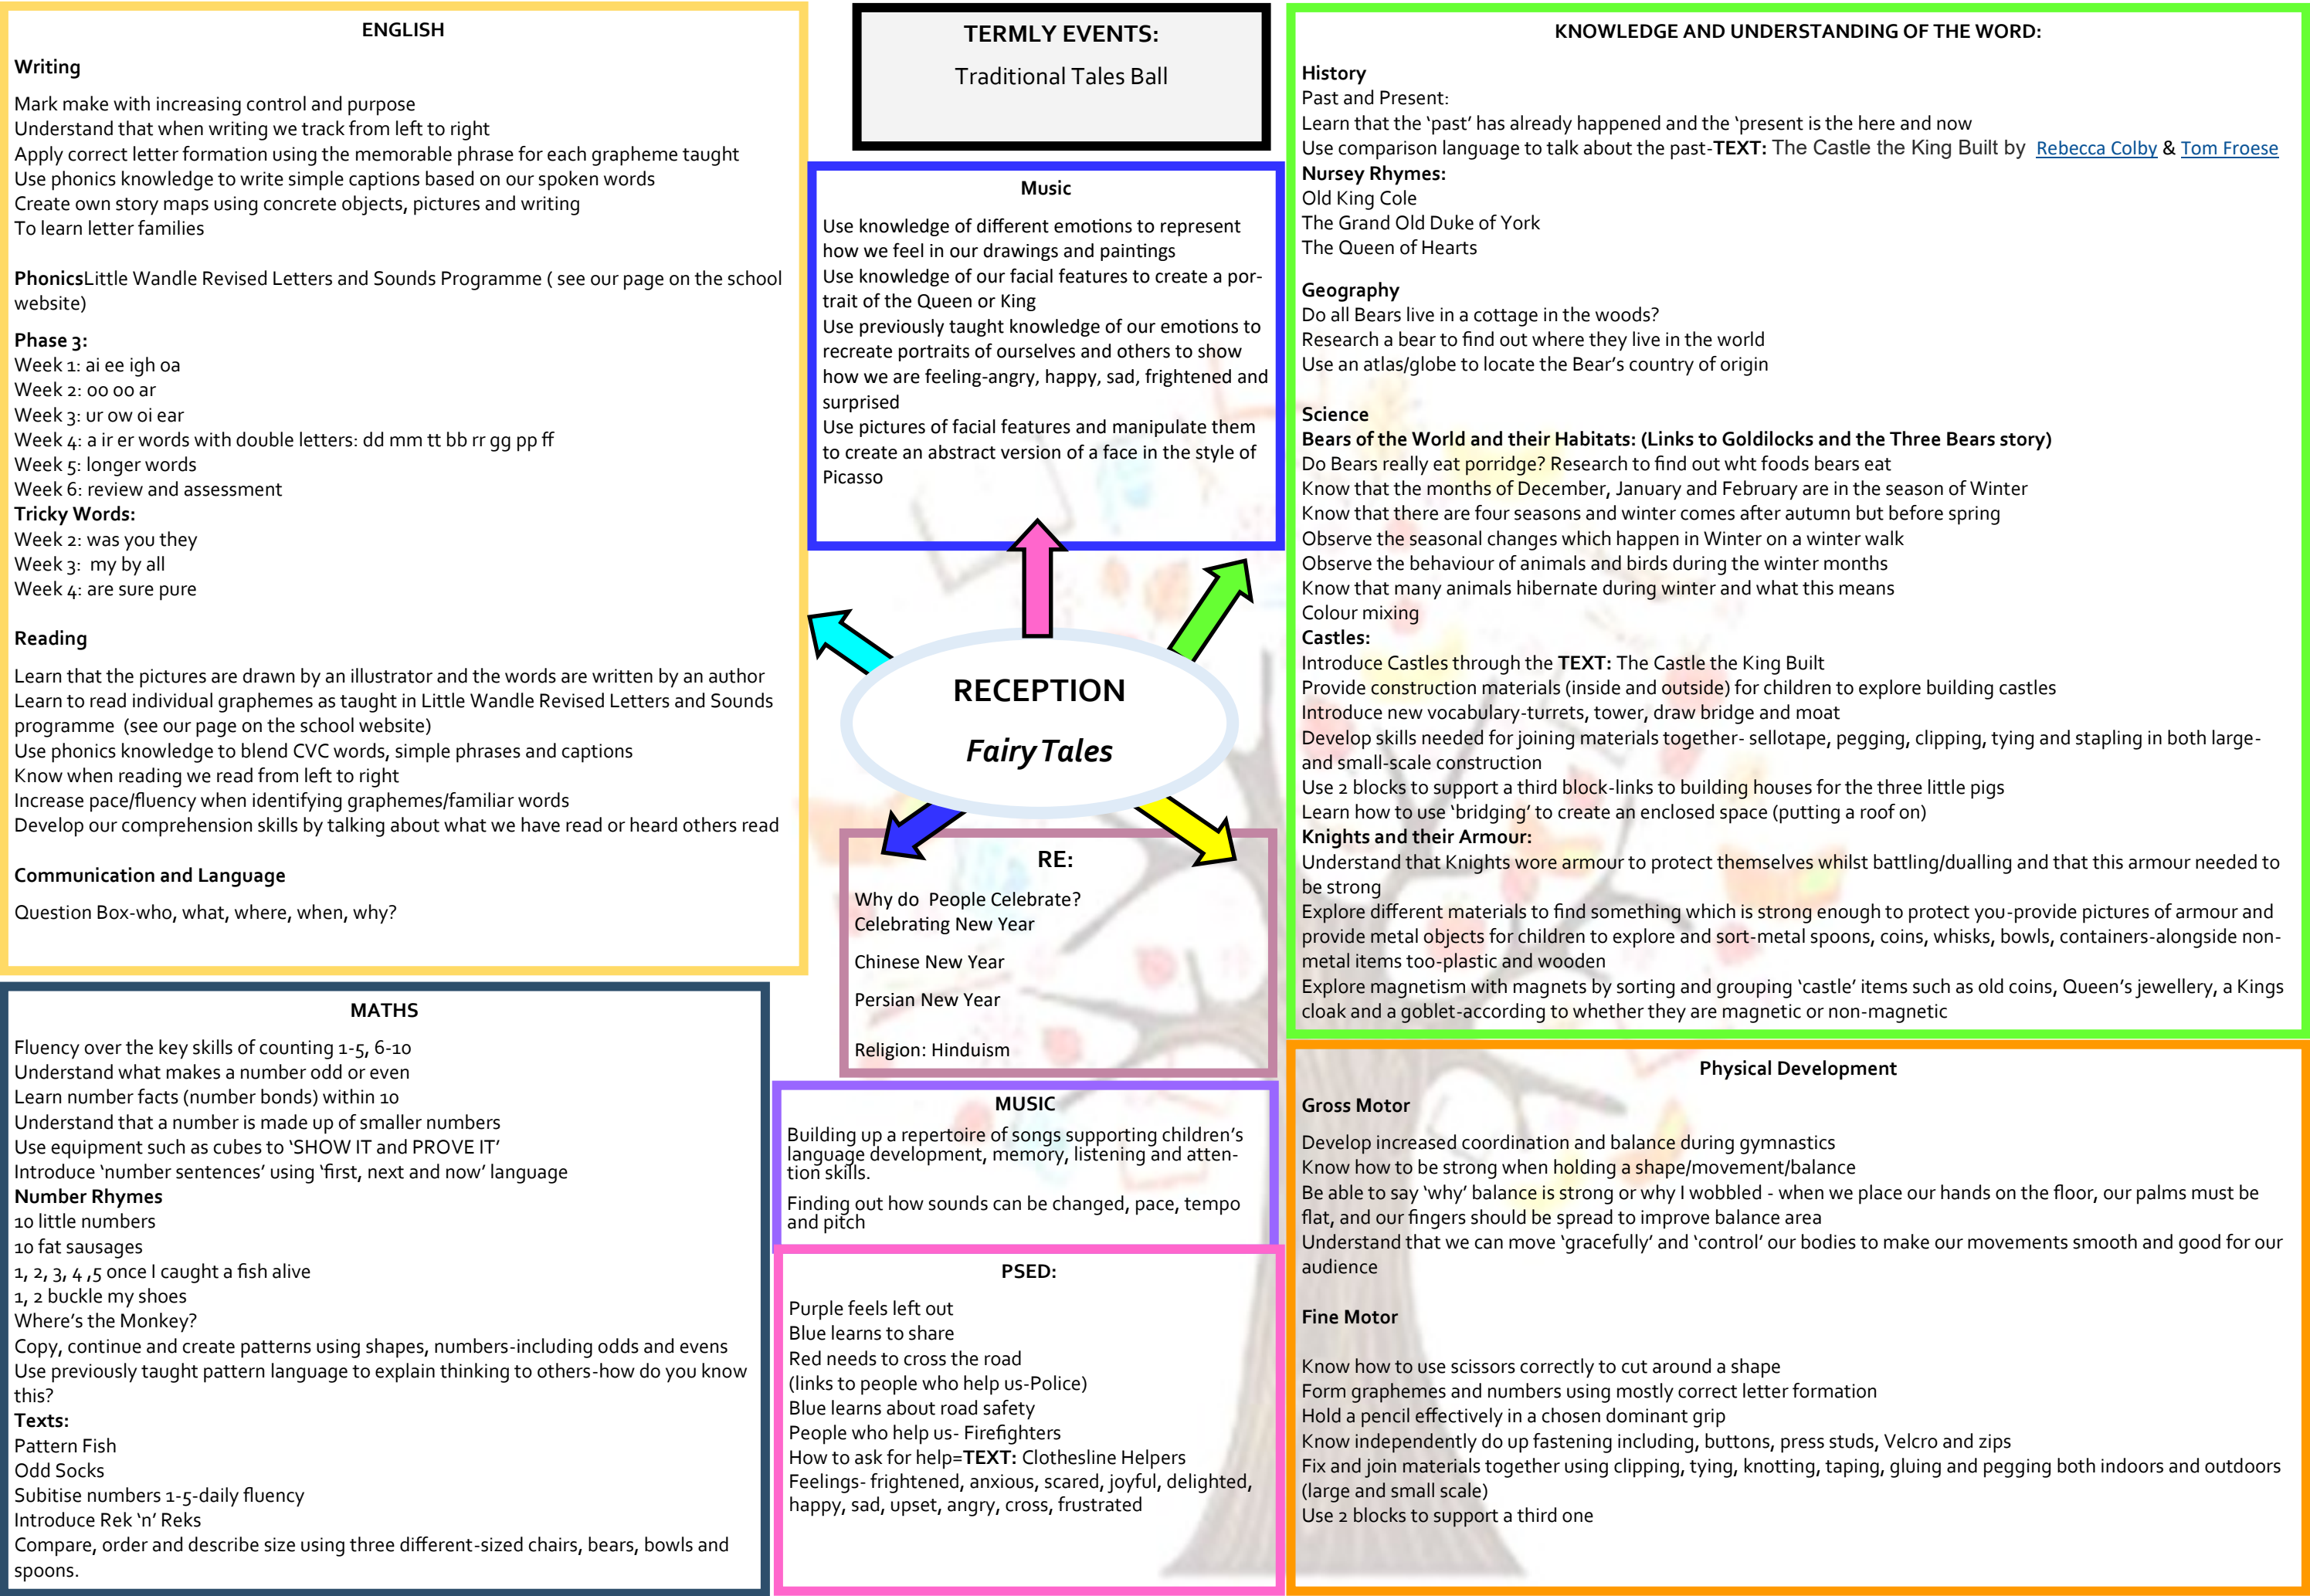 ENGLISH
Writing
Mark make with increasing control and purpose
Understand that when writing we track from left to right
Apply correct letter formation using the memorable phrase for each grapheme taught
Use phonics knowledge to write simple captions based on our spoken words
Create own story maps using concrete objects, pictures and writing
To learn letter families
PhonicsLittle Wandle Revised Letters and Sounds Programme ( see our page on the school
website)
Phase 3:
Week 1: ai ee igh oa
Week 2: oo oo ar
Week 3: ur ow oi ear
Week 4: a ir er words with double letters: dd mm tt bb rr gg pp ff
Week 5: longer words
Week 6: review and assessment
Tricky Words:
Week 2: was you they
Week 3:  my by all
Week 4: are sure pure
Reading
Learn that the pictures are drawn by an illustrator and the words are written by an author
Learn to read individual graphemes as taught in Little Wandle Revised Letters and Sounds
programme  (see our page on the school website)
Use phonics knowledge to blend CVC words, simple phrases and captions
Know when reading we read from left to right
Increase pace/fluency when identifying graphemes/familiar words
Develop our comprehension skills by talking about what we have read or heard others read
Communication and Language
Question Box-who, what, where, when, why?
MATHS
Fluency over the key skills of counting 1-5, 6-10
Understand what makes a number odd or even
Learn number facts (number bonds) within 10
Understand that a number is made up of smaller numbers
Use equipment such as cubes to ‘SHOW IT and PROVE IT’
Introduce ‘number sentences’ using ‘first, next and now’ language
Number Rhymes
10 little numbers
10 fat sausages
1, 2, 3, 4 ,5 once I caught a fish alive
1, 2 buckle my shoes
Where’s the Monkey?
Copy, continue and create patterns using shapes, numbers-including odds and evens
Use previously taught pattern language to explain thinking to others-how do you know
this?
Texts:
Pattern Fish
Odd Socks
Subitise numbers 1-5-daily fluency
Introduce Rek ‘n’ Reks
Compare, order and describe size using three different-sized chairs, bears, bowls and
spoons.
TERMLY EVENTS:
Traditional Tales Ball
Music
Use knowledge of different emotions to represent
how we feel in our drawings and paintings
Use knowledge of our facial features to create a por-
trait of the Queen or King
Use previously taught knowledge of our emotions to
recreate portraits of ourselves and others to show
how we are feeling-angry, happy, sad, frightened and
surprised
Use pictures of facial features and manipulate them
to create an abstract version of a face in the style of
Picasso
RECEPTION
Fairy Tales
RE:
Why do  People Celebrate?
Celebrating New Year
Chinese New Year
Persian New Year
Religion: Hinduism
MUSIC
Building up a repertoire of songs supporting children’s
language development, memory, listening and atten-
tion skills.
Finding out how sounds can be changed, pace, tempo
and pitch
PSED:
Purple feels left out
Blue learns to share
Red needs to cross the road
(links to people who help us-Police)
Blue learns about road safety
People who help us- Firefighters
How to ask for help=TEXT: Clothesline Helpers
Feelings- frightened, anxious, scared, joyful, delighted,
happy, sad, upset, angry, cross, frustrated
KNOWLEDGE AND UNDERSTANDING OF THE WORD:
History
Past and Present:
Learn that the ‘past’ has already happened and the ‘present is the here and now
Use comparison language to talk about the past-TEXT: The Castle the King Built by  Rebecca Colby & Tom Froese
Nursey Rhymes:
Old King Cole
The Grand Old Duke of York
The Queen of Hearts
Geography
Do all Bears live in a cottage in the woods?
Research a bear to find out where they live in the world
Use an atlas/globe to locate the Bear’s country of origin
Science
Bears of the World and their Habitats: (Links to Goldilocks and the Three Bears story)
Do Bears really eat porridge? Research to find out wht foods bears eat
Know that the months of December, January and February are in the season of Winter
Know that there are four seasons and winter comes after autumn but before spring
Observe the seasonal changes which happen in Winter on a winter walk
Observe the behaviour of animals and birds during the winter months
Know that many animals hibernate during winter and what this means
Colour mixing
Castles:
Introduce Castles through the TEXT: The Castle the King Built
Provide construction materials (inside and outside) for children to explore building castles
Introduce new vocabulary-turrets, tower, draw bridge and moat
Develop skills needed for joining materials together- sellotape, pegging, clipping, tying and stapling in both large-
and small-scale construction
Use 2 blocks to support a third block-links to building houses for the three little pigs
Learn how to use ‘bridging’ to create an enclosed space (putting a roof on)
Knights and their Armour:
Understand that Knights wore armour to protect themselves whilst battling/dualling and that this armour needed to
be strong
Explore different materials to find something which is strong enough to protect you-provide pictures of armour and
provide metal objects for children to explore and sort-metal spoons, coins, whisks, bowls, containers-alongside non-
metal items too-plastic and wooden
Explore magnetism with magnets by sorting and grouping ‘castle’ items such as old coins, Queen’s jewellery, a Kings
cloak and a goblet-according to whether they are magnetic or non-magnetic
Physical Development
Gross Motor
Develop increased coordination and balance during gymnastics
Know how to be strong when holding a shape/movement/balance
Be able to say ‘why’ balance is strong or why I wobbled - when we place our hands on the floor, our palms must be
flat, and our fingers should be spread to improve balance area
Understand that we can move ‘gracefully’ and ‘control’ our bodies to make our movements smooth and good for our
audience
Fine Motor
Know how to use scissors correctly to cut around a shape
Form graphemes and numbers using mostly correct letter formation
Hold a pencil effectively in a chosen dominant grip
Know independently do up fastening including, buttons, press studs, Velcro and zips
Fix and join materials together using clipping, tying, knotting, taping, gluing and pegging both indoors and outdoors
(large and small scale)
Use 2 blocks to support a third one